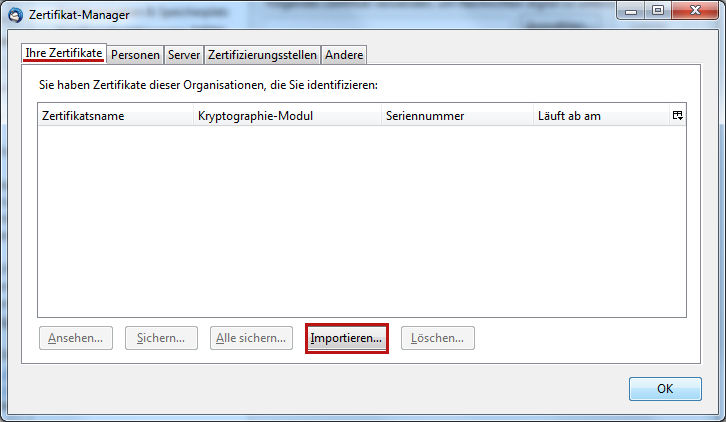 Zertifikat-Manager
Ihre Zertifikate Personen Server Zertifizierungsstellen Andere
Sie haben Zertifikate dieser Organisationen, die Sie identifizieren:
Zertifikatsname Kryptographie-Modul Seriennummer Läuft ab am
Ansehen... Sichern... Alle sichern... Importieren... Löschen...
OK